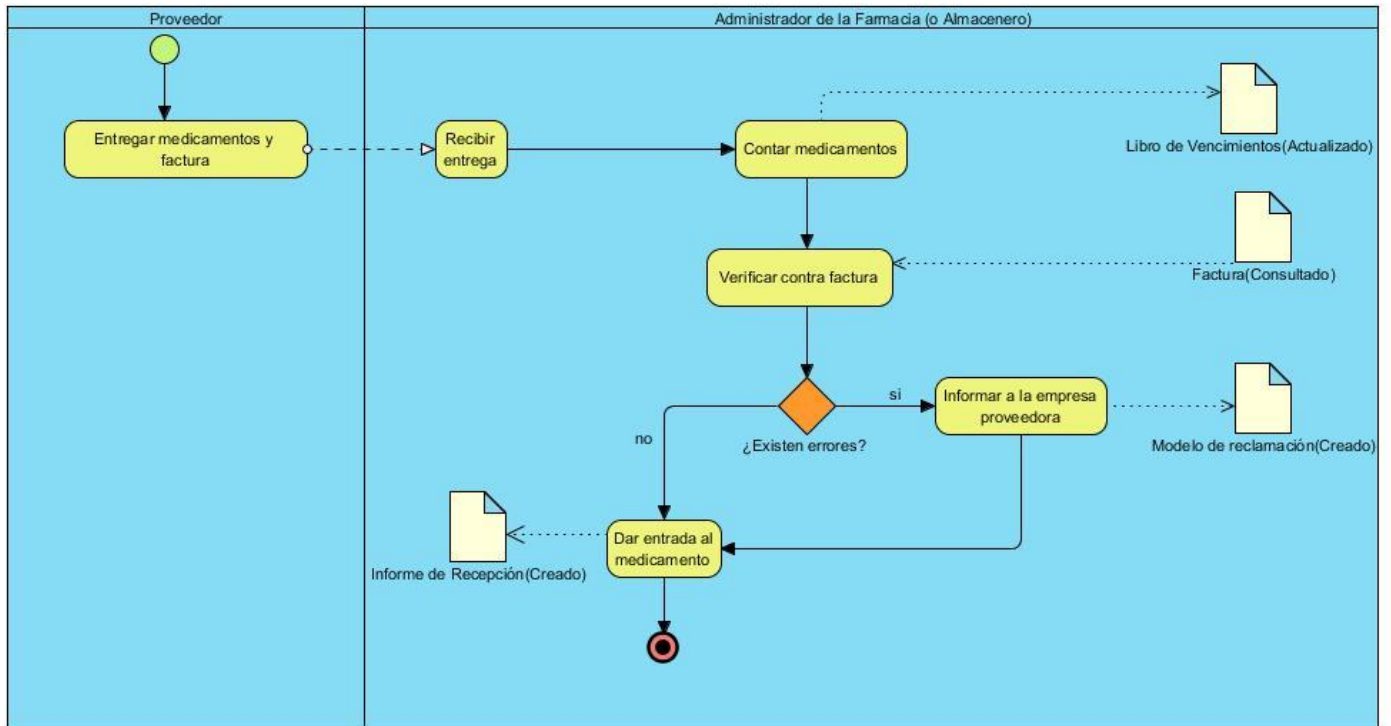 Proveedor
Administrador de la Farmacia (o Almacenero)
Entregar medicamentos y
factura
Recibir
entrega
Contar medicamentos
Libro de Vencimientos(Actualizado)
Verificar contra factura
Factura(Consultado)
si
Informar a la empresa
proveedora
no
¿Existen errores?
Modelo de reclamación(Creado)
Dar entrada al
medicamento
Informe de Recepción(Creado)